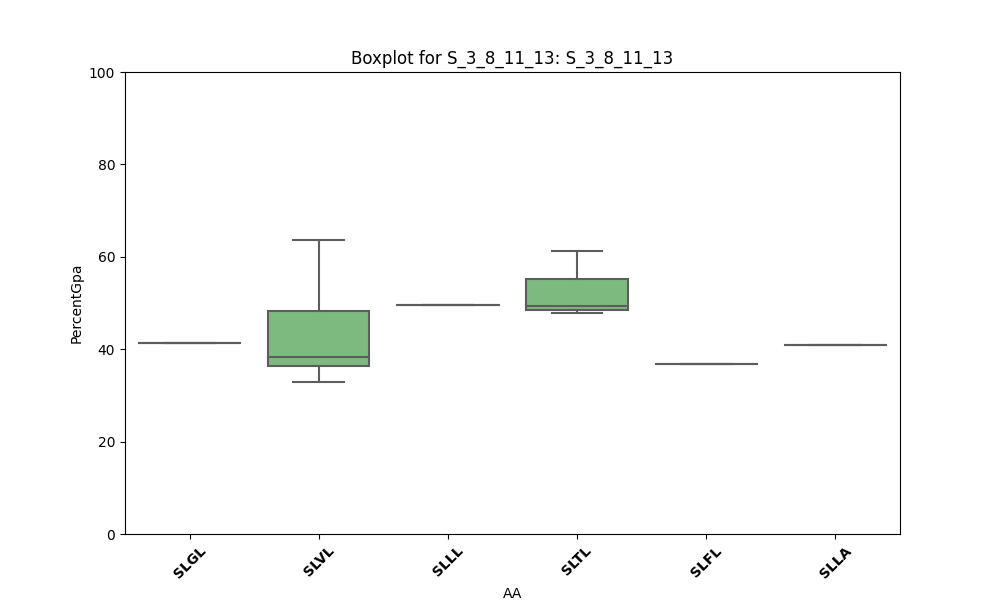 Boxplot for S_3_8_11_13: S_3_8_11_13
100
80
60
40
20
0
PercentGpa
SLGL
SLVL
SLLL
SLTL
SLFL
SLLA
AA